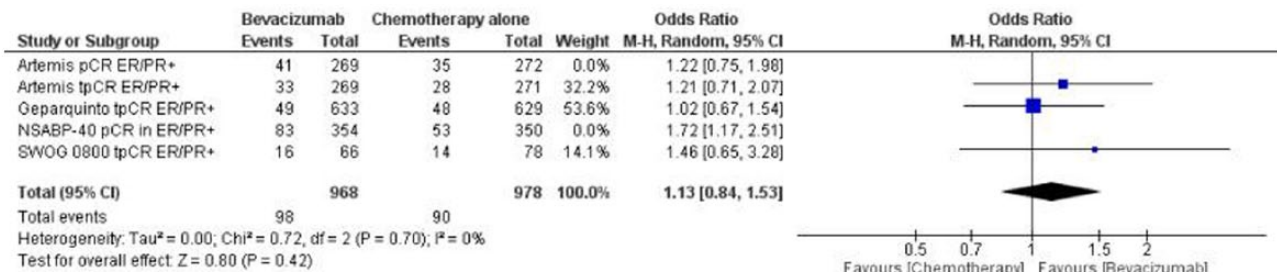 Bevacizumab Chemotherapy alone Odds Ratio Odds Ratio
Study or Subgroup Events Total Events Total Weight M-H, Random, 95% CI M-H, Random, 95% CI
Artemis pCR ER/PR+ 41 269 35 272 0.0% 1.22 [0.75, 1.98]
Artemis tpCR ER/PR+ 33 269 28 271 32.2% 1.21 [0.71, 2.07]
Geparquinto tpCR ER/PR+ 49 633 48 629 53.6% 1.02 [0.67, 1.54]
NSABP-40 pCR in ER/PR+ 83 354 53 350 0.0% 1.72 [1.17, 2.51]
SWOG 0800 tpCR ER/PR+ 16 66 14 78 14.1% 1.46 [0.65, 3.28]
Total (95% CI) 968 978 100.0% 1.13 [0.84, 1.53]
Total events 98 90
Heterogeneity: Tau² = 0.00; Chi² = 0.72, df = 2 (P = 0.70); I² = 0%
Test for overall effect: Z = 0.80 (P = 0.42)
0.5 0.7 1 1.5 2
Favours [Chemotherapy] Favours [Bevacizumab]